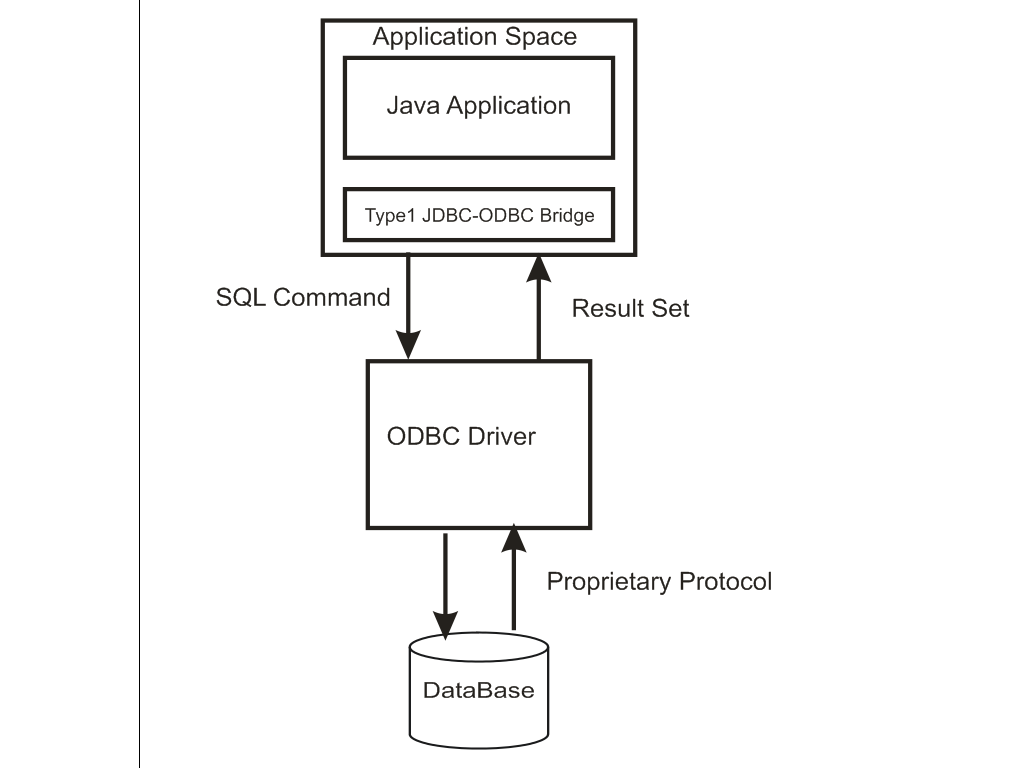 Application Space
Java Application
Type1 JDBC-ODBC Bridge
SQL Command
Result Set
ODBC Driver
Proprietary Protocol
DataBase